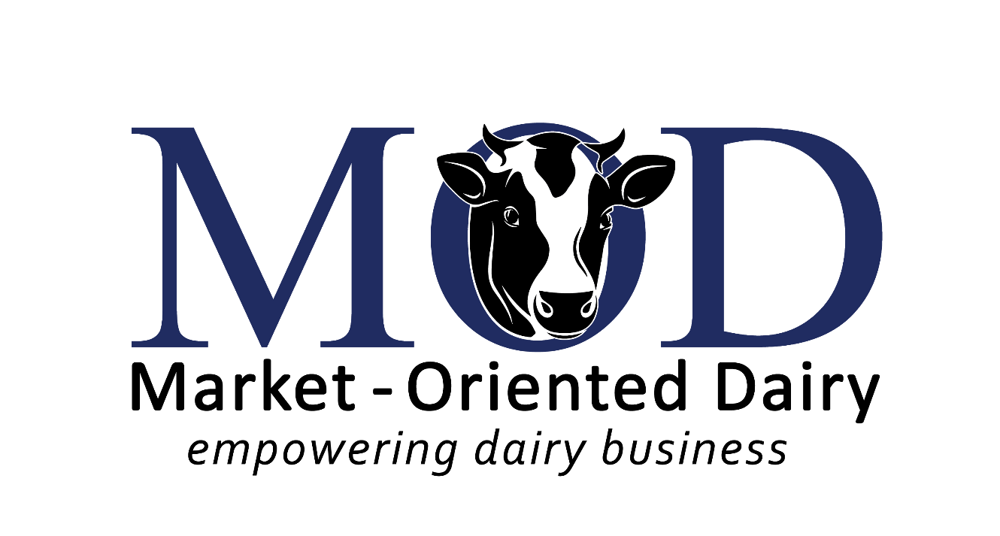 MOD
Market - Oriented Dairy
empowering dairy business